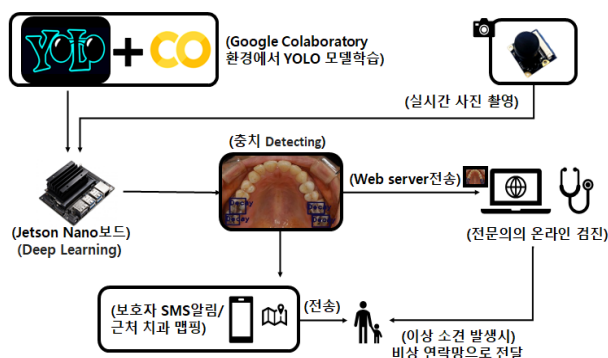 YOLO
CO
(Google Colaboratory
환경에서 YOLO 모델학습)
(실시간 사진 촬영)
(충치 Detecting)
Decay
Decay
Decay
Decay
(Web server전송)
(Jetson Nano보드)
(Deep Learning)
(전문의의 온라인 검진)
(보호자 SMS알림/
근처 치과 맵핑)
(전송)
(이상 소견 발생시)
비상 연락망으로 전달